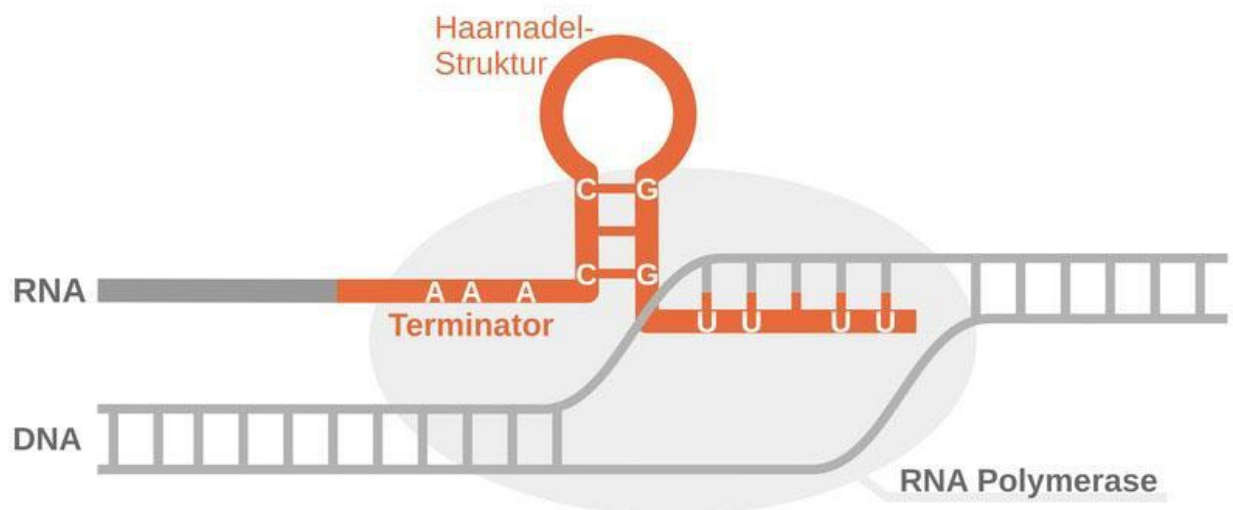 Haarnadel-
Struktur
C G
C G
RNA
A A A
Terminator
U U U U
DNA
RNA Polymerase